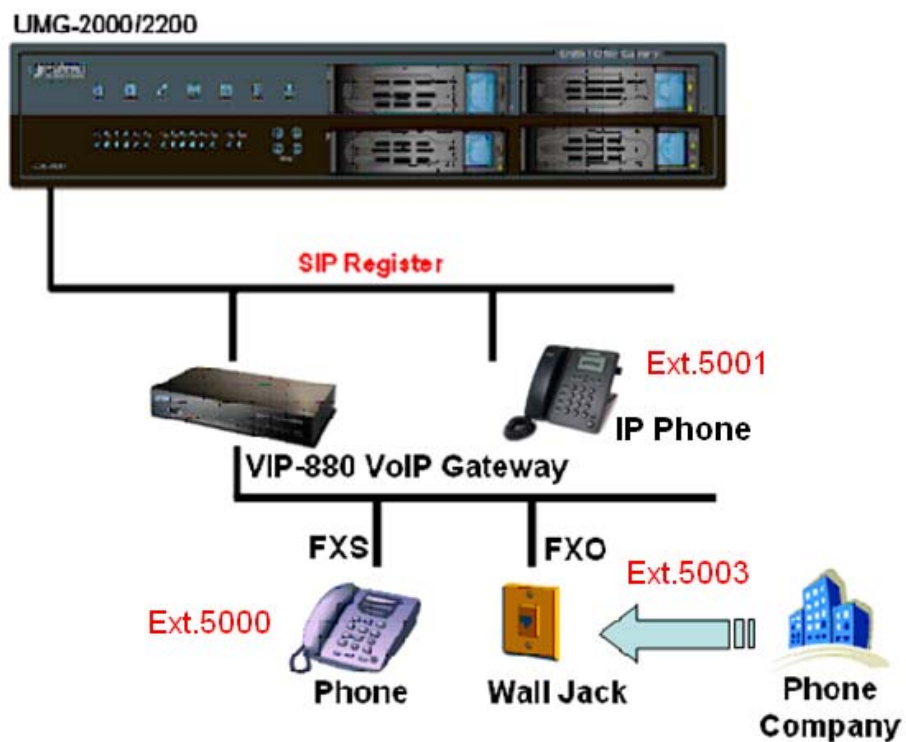 UMG-2000/2200
SIP Register
Ext.5001
IP Phone
VIP-880 VoIP Gateway
FXS
FXO
Ext.5003
Ext.5000
Phone
Wall Jack
Phone
Company